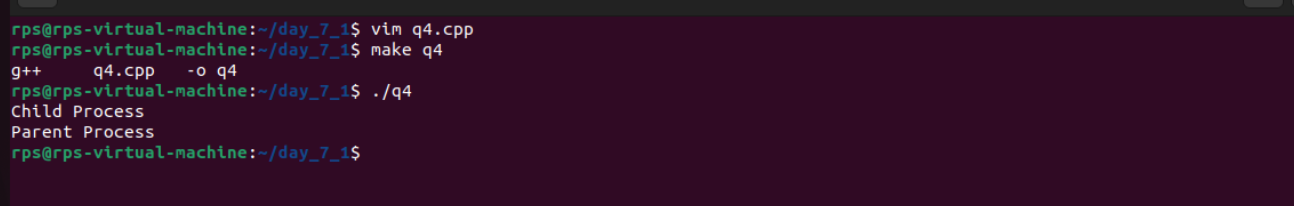 rps@rps-virtual-machine:~/day_7_1$ vim q4.cpp
rps@rps-virtual-machine:~/day_7_1$ make q4
g++     q4.cpp   -o q4
rps@rps-virtual-machine:~/day_7_1$ ./q4
Child Process
Parent Process
rps@rps-virtual-machine:~/day_7_1$